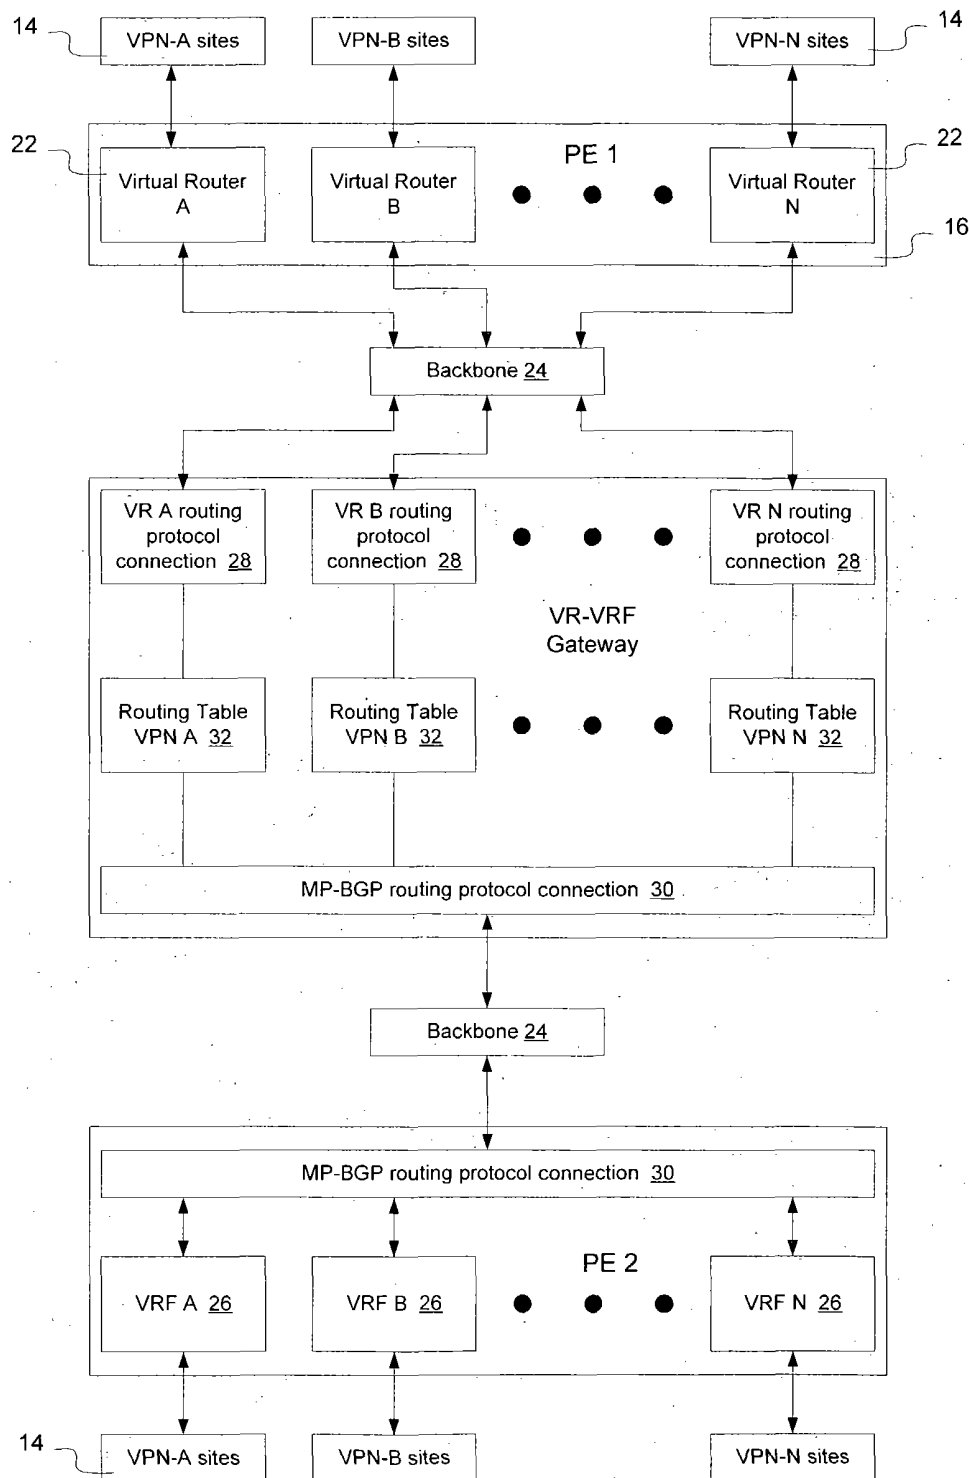 14
VPN-A sites
VPN-B sites
VPN-N sites
14
22
PE 1
22
Virtual Router
A
Virtual Router
B
Virtual Router
N
16
Backbone 24
VR A routing
protocol
connection 28
VR B routing
protocol
connection 28
VR N routing
protocol
connection 28
VR-VRF
Gateway
Routing Table
VPN A 32
Routing Table
VPN B 32
Routing Table
VPN N 32
MP-BGP routing protocol connection 30
Backbone 24
MP-BGP routing protocol connection 30
PE 2
VRF A 26
VRF B 26
VRF N 26
14
VPN-A sites
VPN-B sites
VPN-N sites